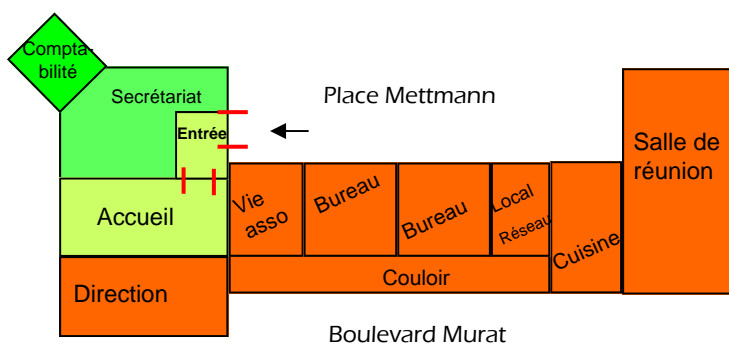 Compta-
bilité
Secrétariat
Place Mettmann
Entrée
Salle de
réunion
Accueil
Vie
asso
Bureau
Bureau
Local
Réseau
Cuisine
Couloir
Direction
Boulevard Murat